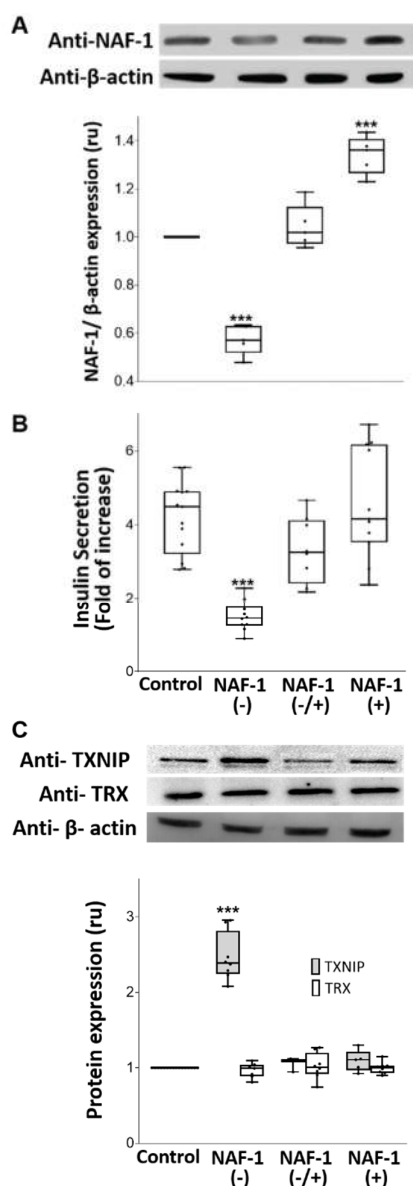 A
Anti-NAF-1
Anti-β-actin
NAF-1/ β-actin expression (ru)
1.4
1.2
1.0
0.8
0.6
0.4
***
***
B
Insulin Secretion
(Fold of increase)
6
4
2
0
***
Control NAF-1 NAF-1 NAF-1
(-) (-/+) (+)
C
Anti- TXNIP
Anti- TRX
Anti- β- actin
Protein expression (ru)
3
2
1
0
***
TXNIP
TRX
Control NAF-1 NAF-1 NAF-1
(-) (-/+) (+)